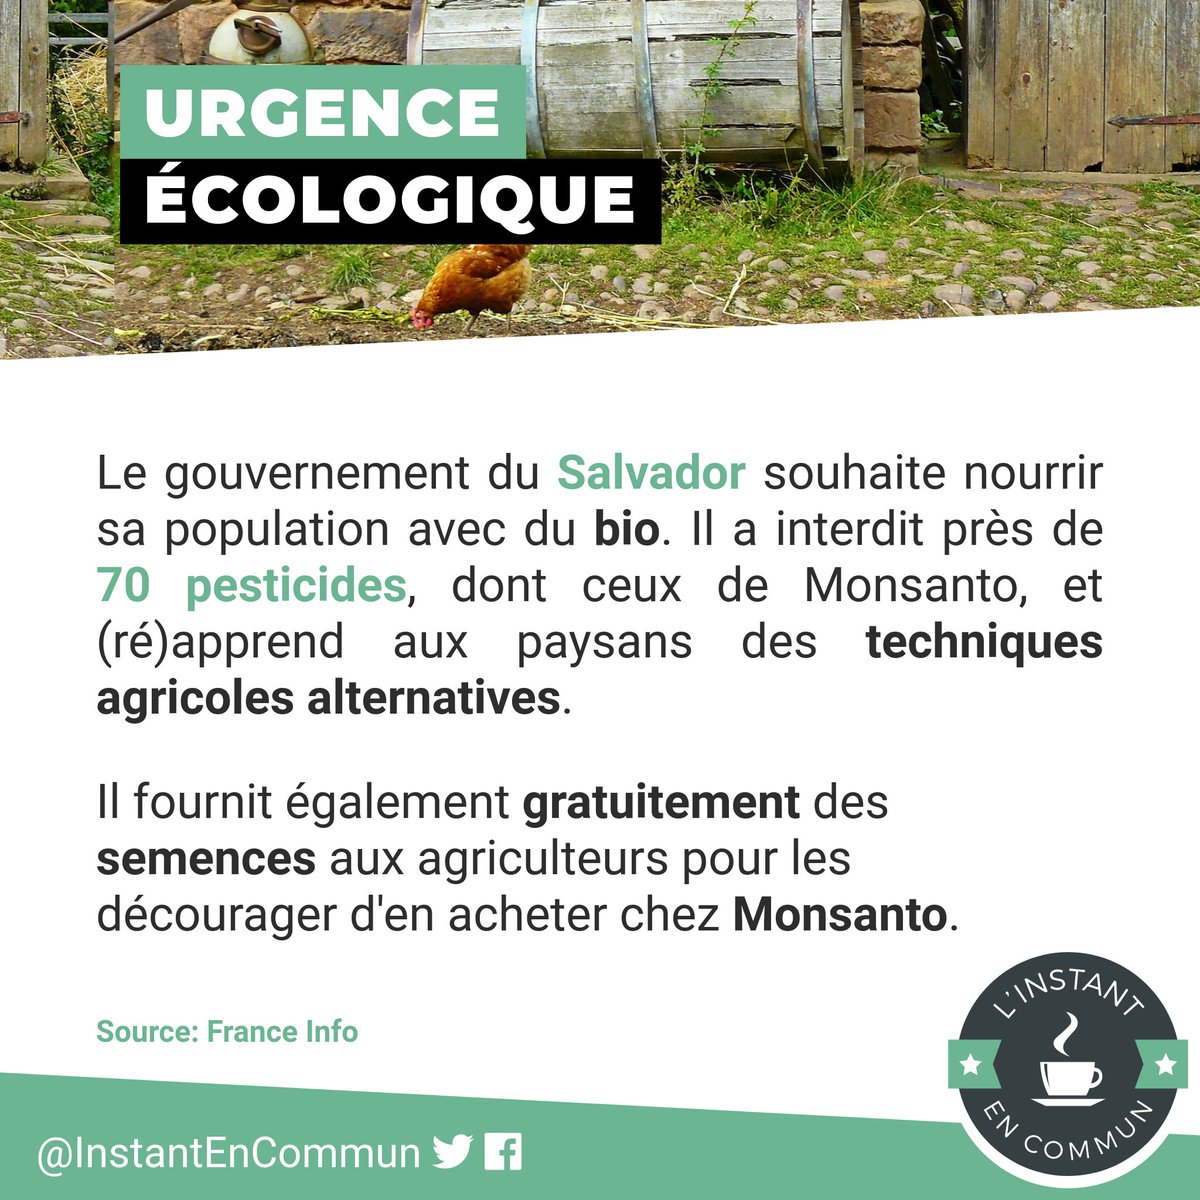 URGENCE
ÉCOLOGIQUE
Le gouvernement du Salvador souhaite nourrir
sa population avec du bio. Il a interdit près de
70 pesticides, dont ceux de Monsanto, et
(ré)apprend aux paysans des techniques
agricoles alternatives.
Il fournit également gratuitement des
semences aux agriculteurs pour les
décourager d'en acheter chez Monsanto.
Source: France Info
L'INSTANT
EN COMMUN
@InstantEnCommun